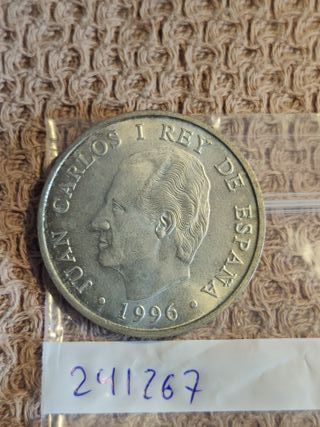 · JUAN CARLOS I REY DE ESPAÑA ·
1996
241267